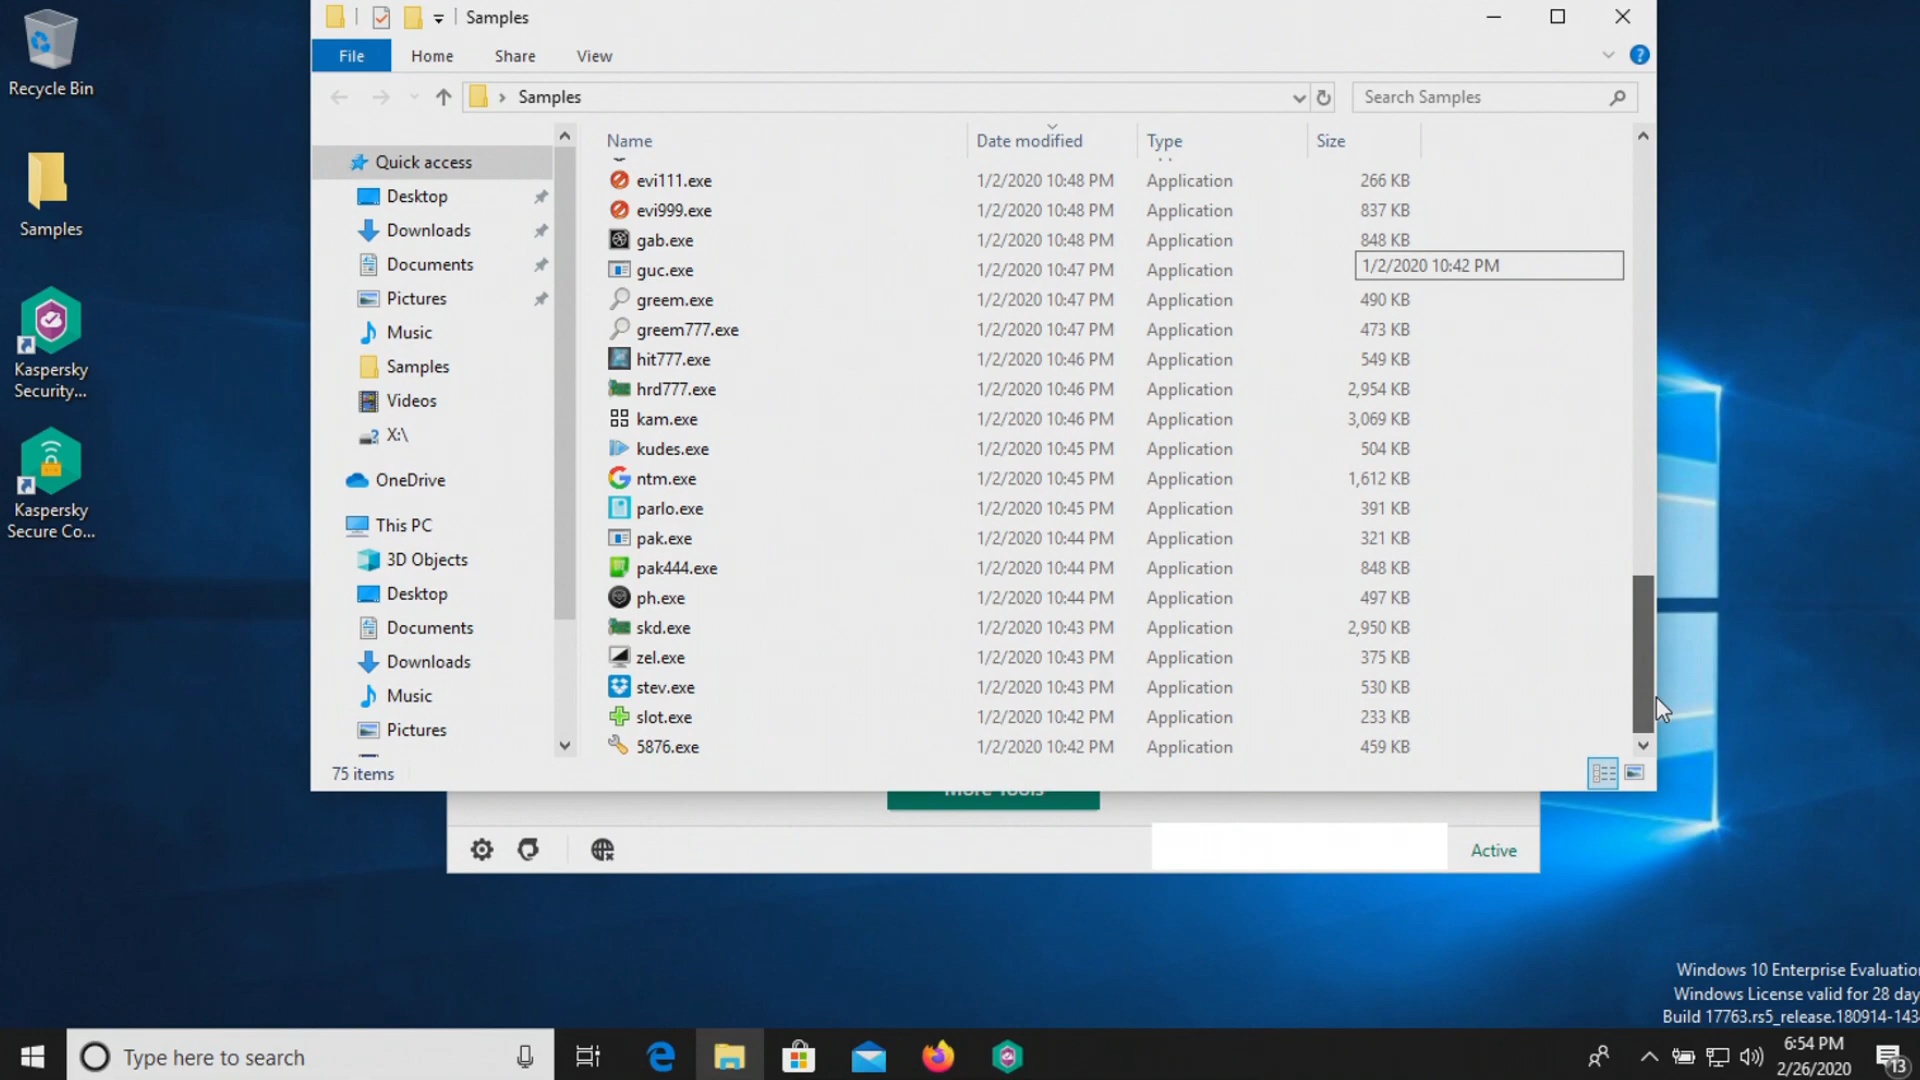 Samples
File Home Share View
Samples
Search Samples
Name Date modified Type Size
Quick access
Desktop
Downloads
Documents
Pictures
Music
Samples
Videos
X:\
OneDrive
This PC
3D Objects
Desktop
Documents
Downloads
Music
Pictures
evi111.exe 1/2/2020 10:48 PM Application 266 KB
evi999.exe 1/2/2020 10:48 PM Application 837 KB
gab.exe 1/2/2020 10:48 PM Application 848 KB
guc.exe 1/2/2020 10:47 PM Application
1/2/2020 10:42 PM
greem.exe 1/2/2020 10:47 PM Application 490 KB
greem777.exe 1/2/2020 10:47 PM Application 473 KB
hit777.exe 1/2/2020 10:46 PM Application 549 KB
hrd777.exe 1/2/2020 10:46 PM Application 2,954 KB
kam.exe 1/2/2020 10:46 PM Application 3,069 KB
kudes.exe 1/2/2020 10:45 PM Application 504 KB
ntm.exe 1/2/2020 10:45 PM Application 1,612 KB
parlo.exe 1/2/2020 10:45 PM Application 391 KB
pak.exe 1/2/2020 10:44 PM Application 321 KB
pak444.exe 1/2/2020 10:44 PM Application 848 KB
ph.exe 1/2/2020 10:44 PM Application 497 KB
skd.exe 1/2/2020 10:43 PM Application 2,950 KB
zel.exe 1/2/2020 10:43 PM Application 375 KB
stev.exe 1/2/2020 10:43 PM Application 530 KB
slot.exe 1/2/2020 10:42 PM Application 233 KB
5876.exe 1/2/2020 10:42 PM Application 459 KB
75 items
More Tools
Active
Recycle Bin
Samples
Kaspersky
Security...
Kaspersky
Secure Co...
Windows 10 Enterprise Evaluatio
Windows License valid for 28 day
Build 17763.rs5_release.180914-143
Type here to search
6:54 PM
2/26/2020
13